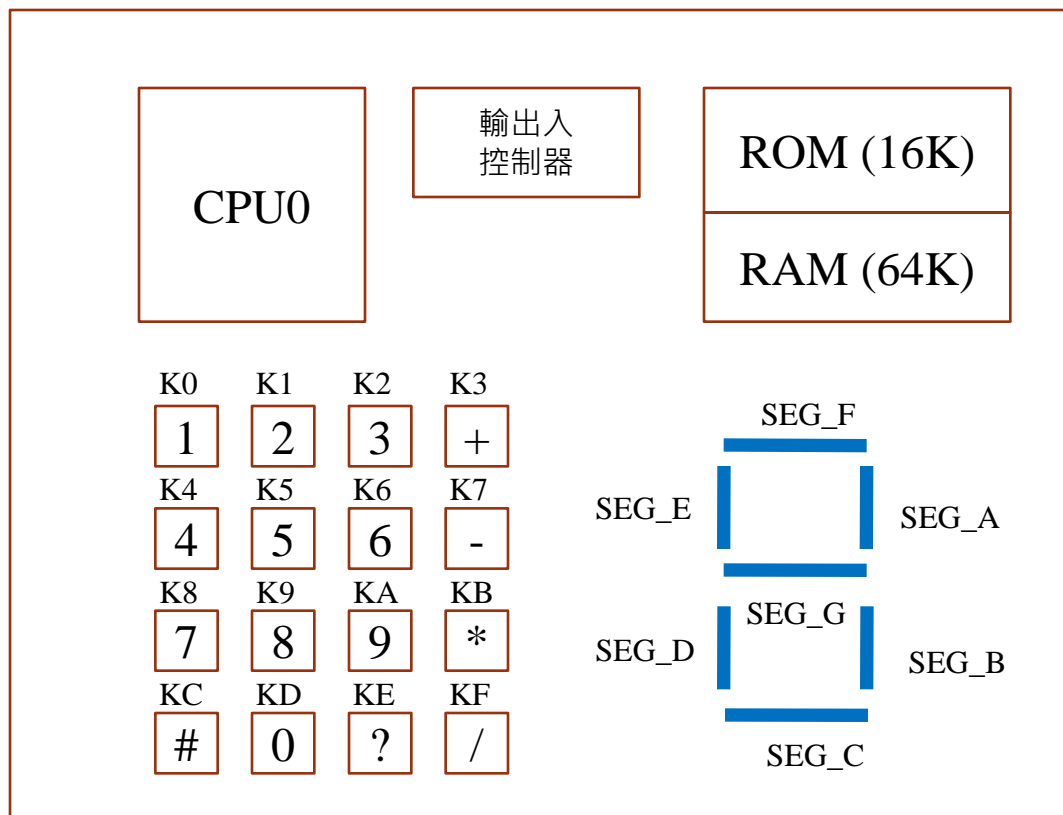 CPU0
輸出入
控制器
ROM (16K)
RAM (64K)
K0 K1 K2 K3
1 2 3 +
K4 K5 K6 K7
4 5 6 -
K8 K9 KA KB
7 8 9 *
KC KD KE KF
# 0 ? /
SEG_F
SEG_E
SEG_A
SEG_G
SEG_D
SEG_B
SEG_C